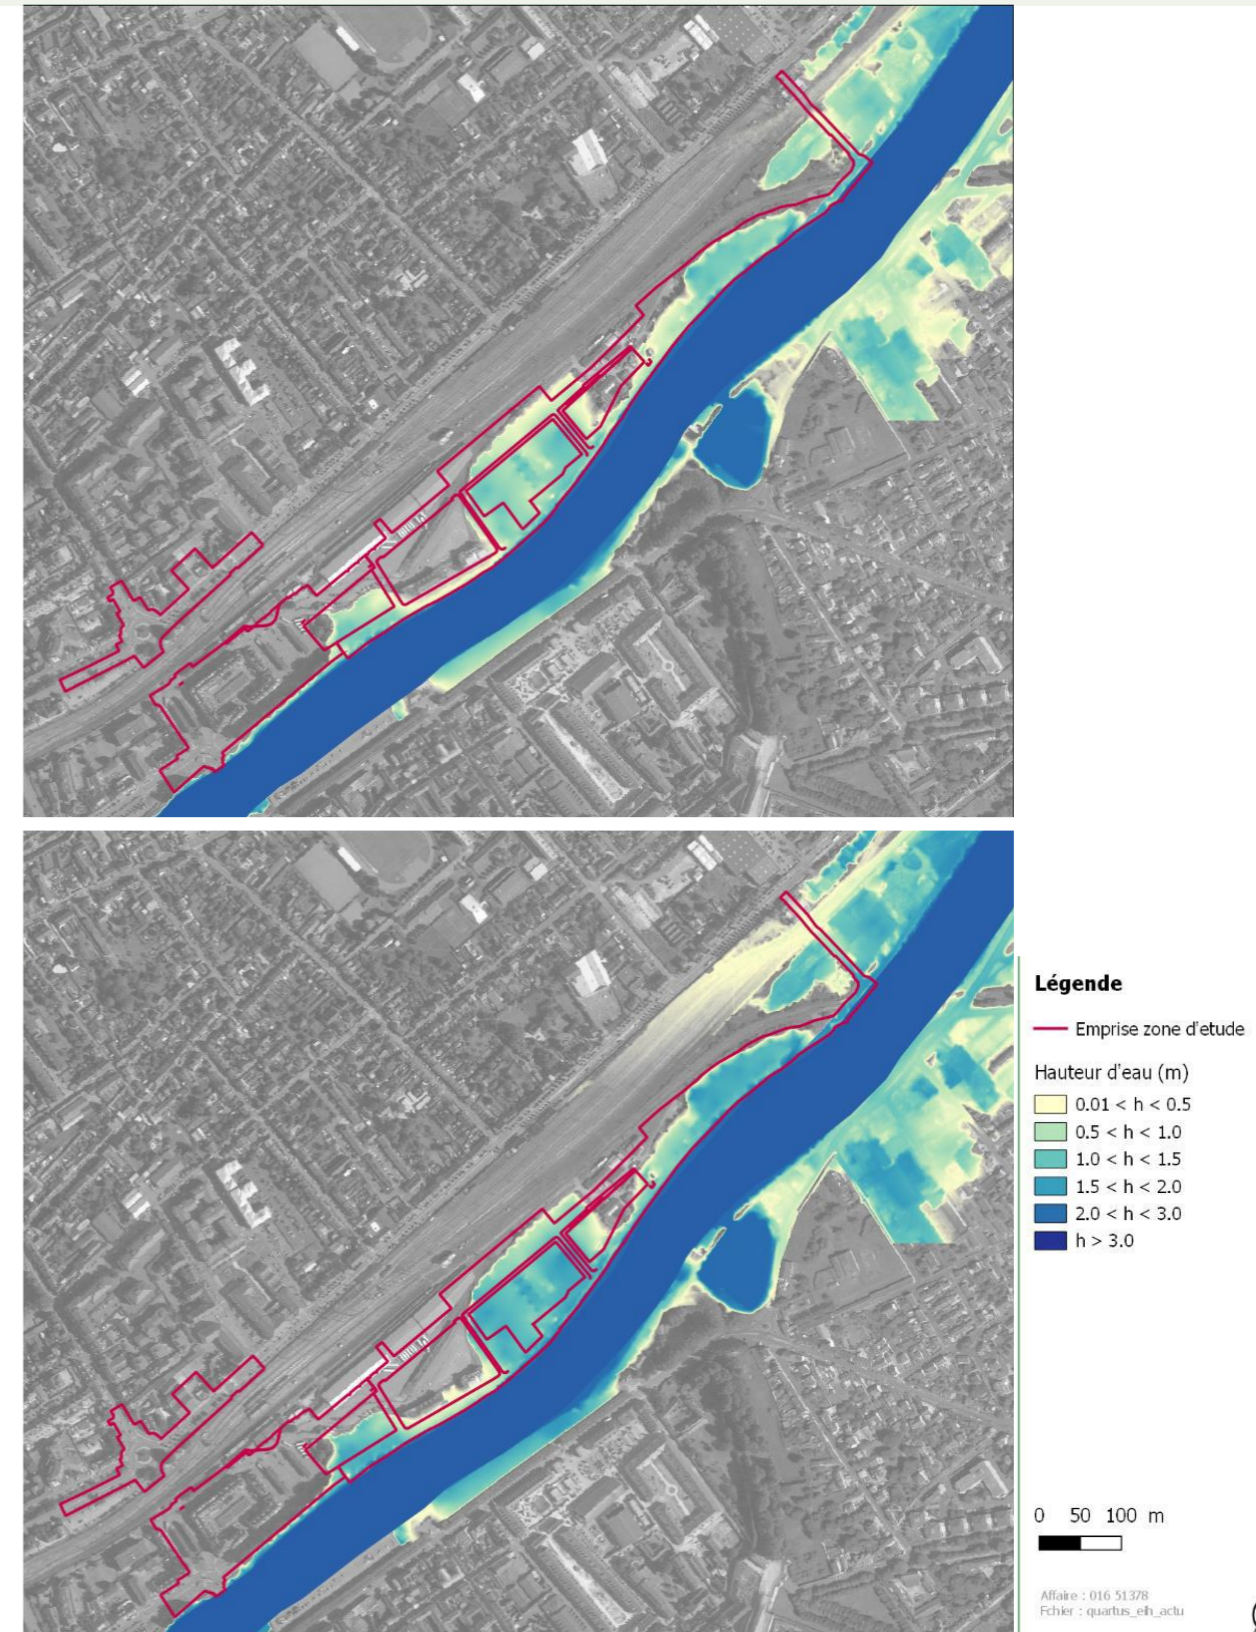 Légende
Emprise zone d'etude
Hauteur d'eau (m)
0.01 < h < 0.5
0.5 < h < 1.0
1.0 < h < 1.5
1.5 < h < 2.0
2.0 < h < 3.0
h > 3.0
0 50 100 m
Affaire : 016 51378
Fchier : quartus_eih_actu